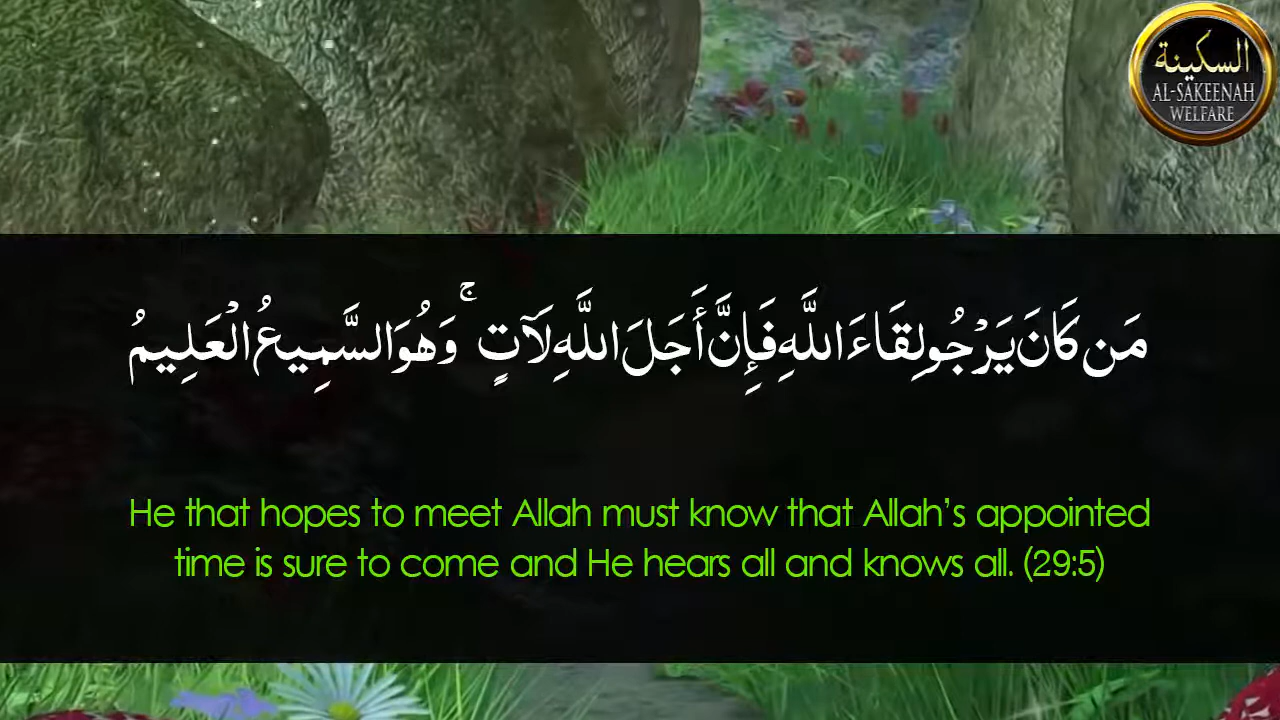 السكينة
AL-SAKEENAH
WELFARE
مَن كَانَ يَرْجُو لِقَاءَ اللَّهِ فَإِنَّ أَجَلَ اللَّهِ لَآتٍ ۚ وَهُوَ السَّمِيعُ الْعَلِيمُ
He that hopes to meet Allah must know that Allah’s appointed
time is sure to come and He hears all and knows all. (29:5)